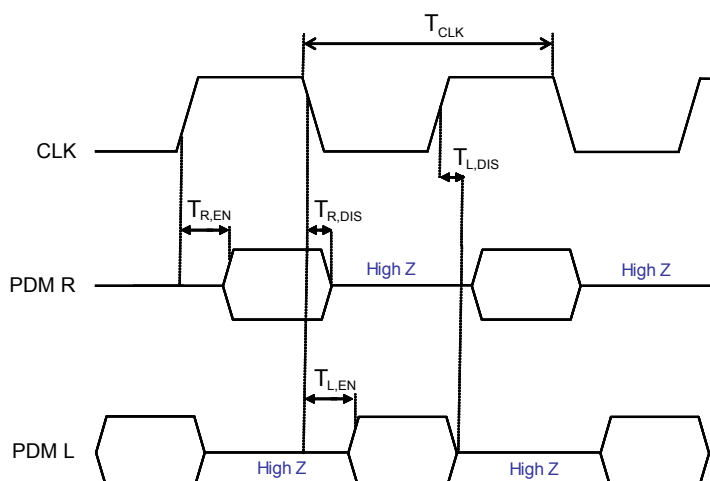 T_CLK
CLK
T_L,DIS
T_R,EN
T_R,DIS
High Z
High Z
PDM R
T_L,EN
PDM L
High Z
High Z